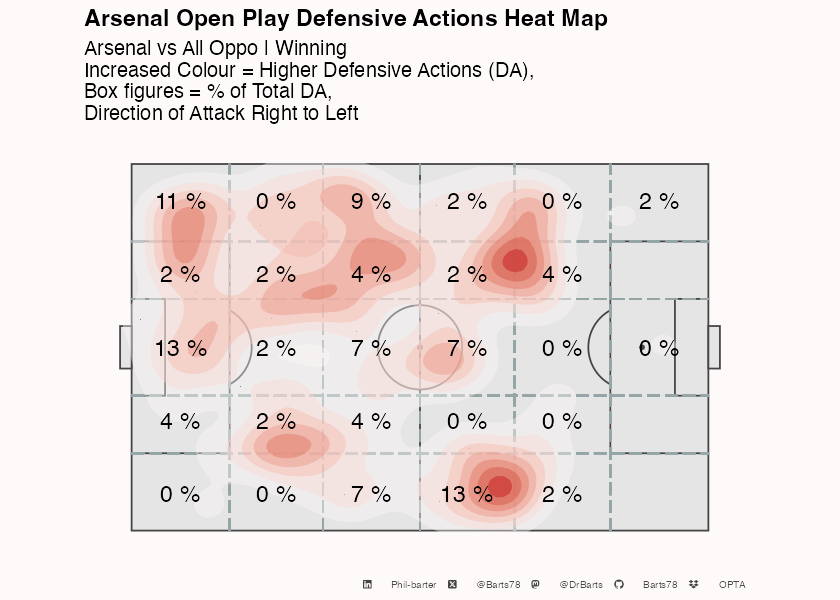 Arsenal Open Play Defensive Actions Heat Map
Arsenal vs All Oppo | Winning
Increased Colour = Higher Defensive Actions (DA),
Box figures = % of Total DA,
Direction of Attack Right to Left
11 % 0 % 9 % 2 % 0 % 2 %
2 % 2 % 4 % 2 % 4 %
13 % 2 % 7 % 7 % 0 % 0 %
4 % 2 % 4 % 0 % 0 %
0 % 0 % 7 % 13 % 2 %
Phil-barter @Barts78 @DrBarts Barts78 OPTA